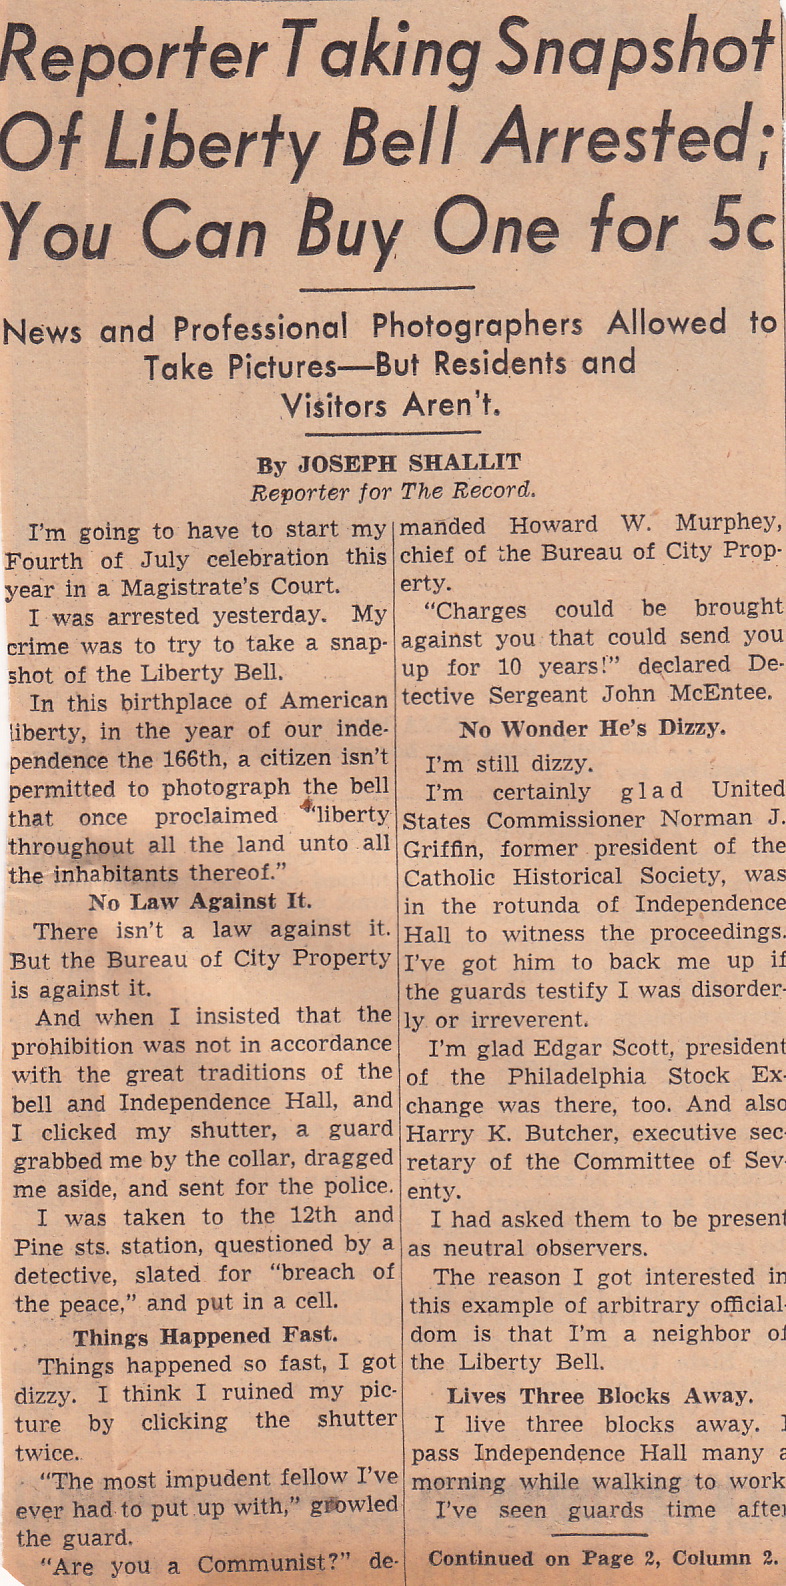 Reporter Taking Snapshot
Of Liberty Bell Arrested;
You Can Buy One for 5c
News and Professional Photographers Allowed to
Take Pictures—But Residents and
Visitors Aren't.
By JOSEPH SHALLIT
Reporter for The Record.
I'm going to have to start my
Fourth of July celebration this
year in a Magistrate's Court.
I was arrested yesterday. My
crime was to try to take a snap-
shot of the Liberty Bell.
In this birthplace of American
liberty, in the year of our inde-
pendence the 166th, a citizen isn't
permitted to photograph the bell
that once proclaimed "liberty
throughout all the land unto all
the inhabitants thereof."
No Law Against It.
There isn't a law against it.
But the Bureau of City Property
is against it.
And when I insisted that the
prohibition was not in accordance
with the great traditions of the
bell and Independence Hall, and
I clicked my shutter, a guard
grabbed me by the collar, dragged
me aside, and sent for the police.
I was taken to the 12th and
Pine sts. station, questioned by a
detective, slated for "breach of
the peace," and put in a cell.
Things Happened Fast.
Things happened so fast, I got
dizzy. I think I ruined my pic-
ture by clicking the shutter
twice.
"The most impudent fellow I've
ever had to put up with," growled
the guard.
"Are you a Communist?" de-
manded Howard W. Murphey,
chief of the Bureau of City Prop-
erty.
"Charges could be brought
against you that could send you
up for 10 years!" declared De-
tective Sergeant John McEntee.
No Wonder He's Dizzy.
I'm still dizzy.
I'm certainly glad United
States Commissioner Norman J.
Griffin, former president of the
Catholic Historical Society, was
in the rotunda of Independence
Hall to witness the proceedings.
I've got him to back me up if
the guards testify I was disorder-
ly or irreverent.
I'm glad Edgar Scott, president
of the Philadelphia Stock Ex-
change was there, too. And also
Harry K. Butcher, executive sec-
retary of the Committee of Sev-
enty.
I had asked them to be present
as neutral observers.
The reason I got interested in
this example of arbitrary official-
dom is that I'm a neighbor of
the Liberty Bell.
Lives Three Blocks Away.
I live three blocks away. I
pass Independence Hall many a
morning while walking to work
I've seen guards time after
Continued on Page 2, Column 2.